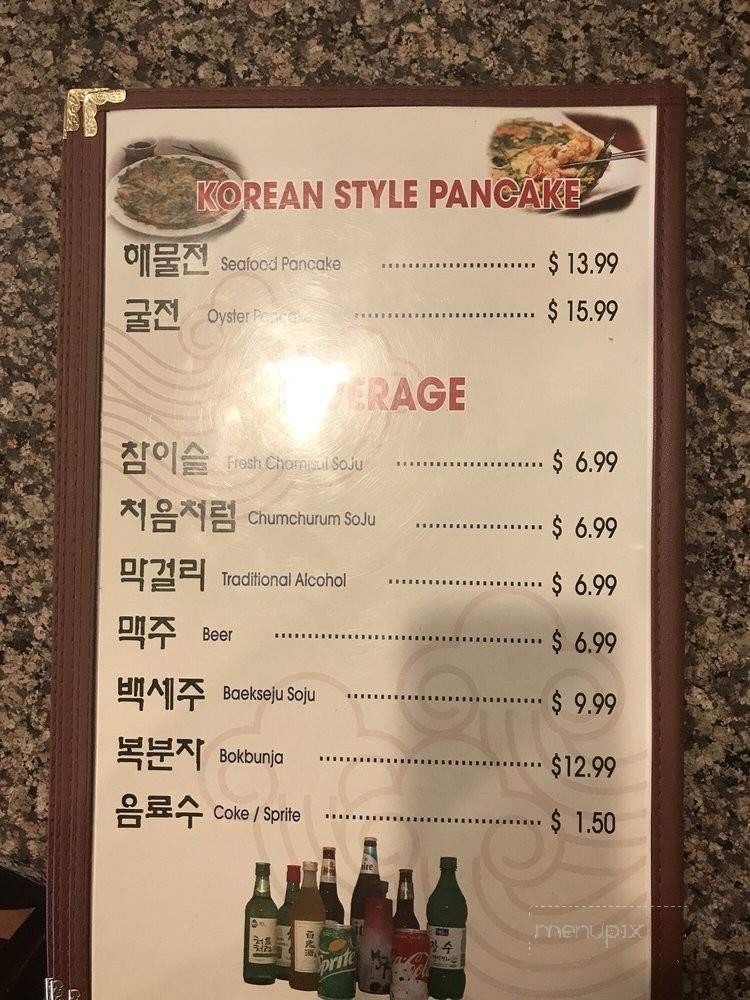 KOREAN STYLE PANCAKE
해물전 Seafood Pancake $ 13.99
굴전 Oyster Pancake $ 15.99
BEVERAGE
참이슬 Fresh Chamisul SoJu $ 6.99
처음처럼 Chumchurum SoJu $ 6.99
막걸리 Traditional Alcohol $ 6.99
맥주 Beer $ 6.99
백세주 Baekseju Soju $ 9.99
복분자 Bokbunja $12.99
음료수 Coke / Sprite $ 1.50
Sprite
menupix